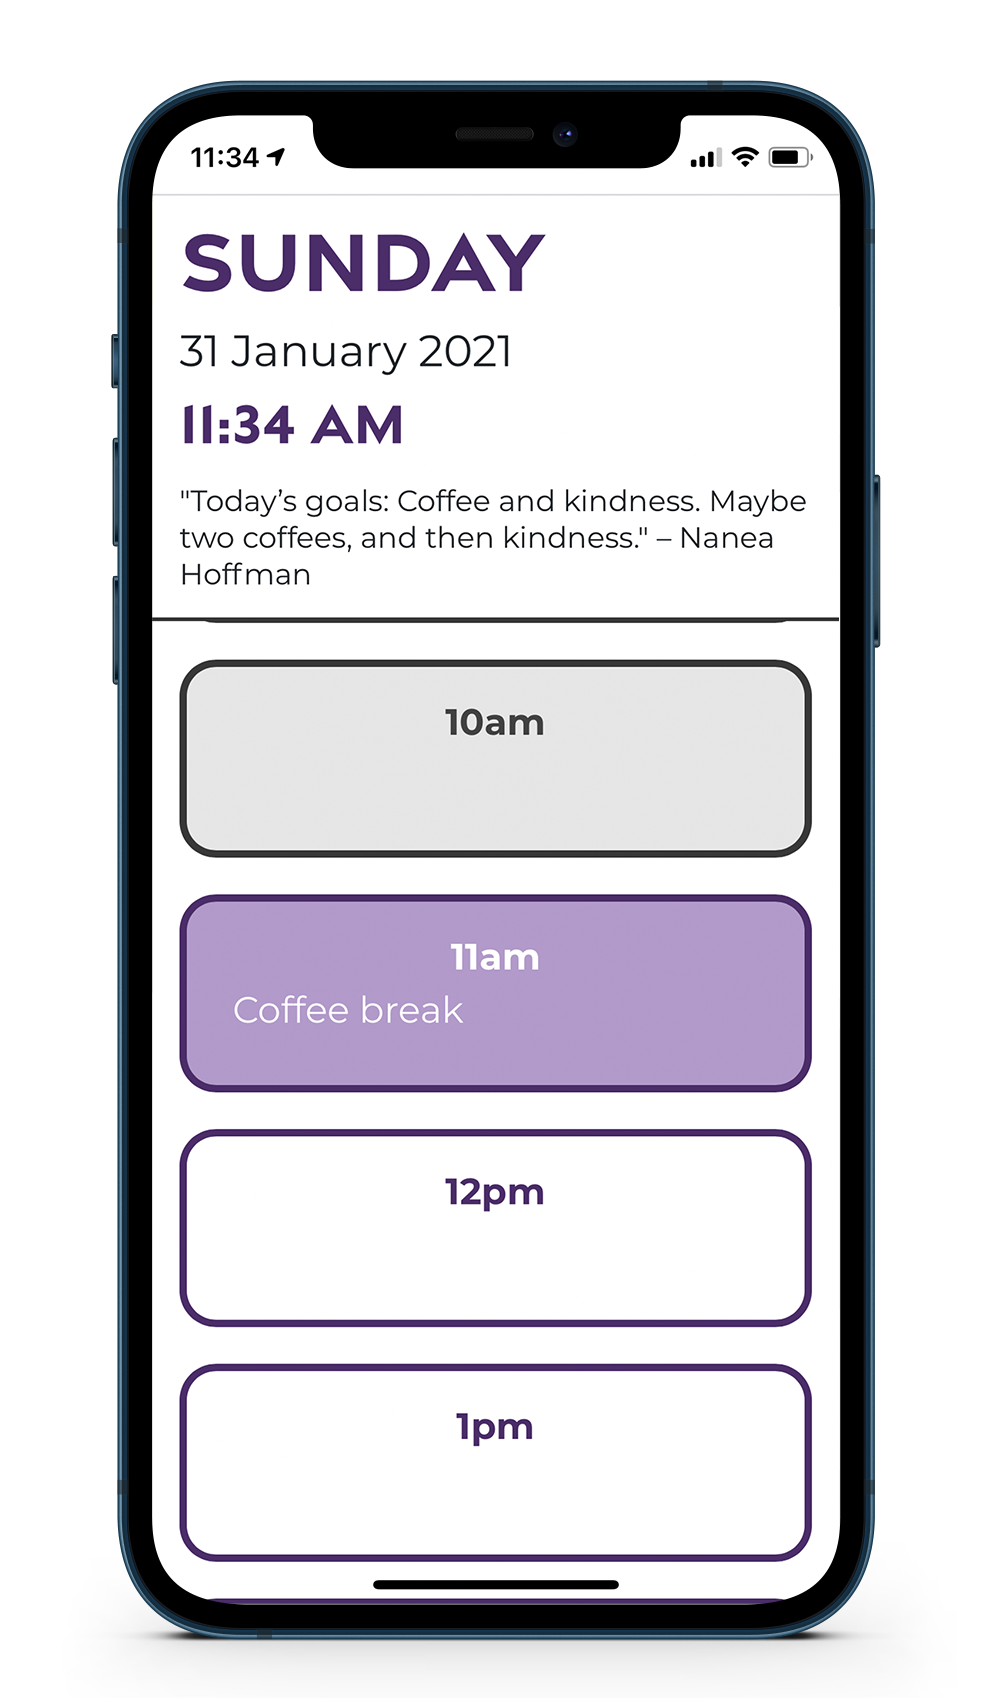 11:34
SUNDAY
31 January 2021
11:34 AM
"Today’s goals: Coffee and kindness. Maybe
two coffees, and then kindness." – Nanea
Hoffman
10am
11am
Coffee break
12pm
1pm